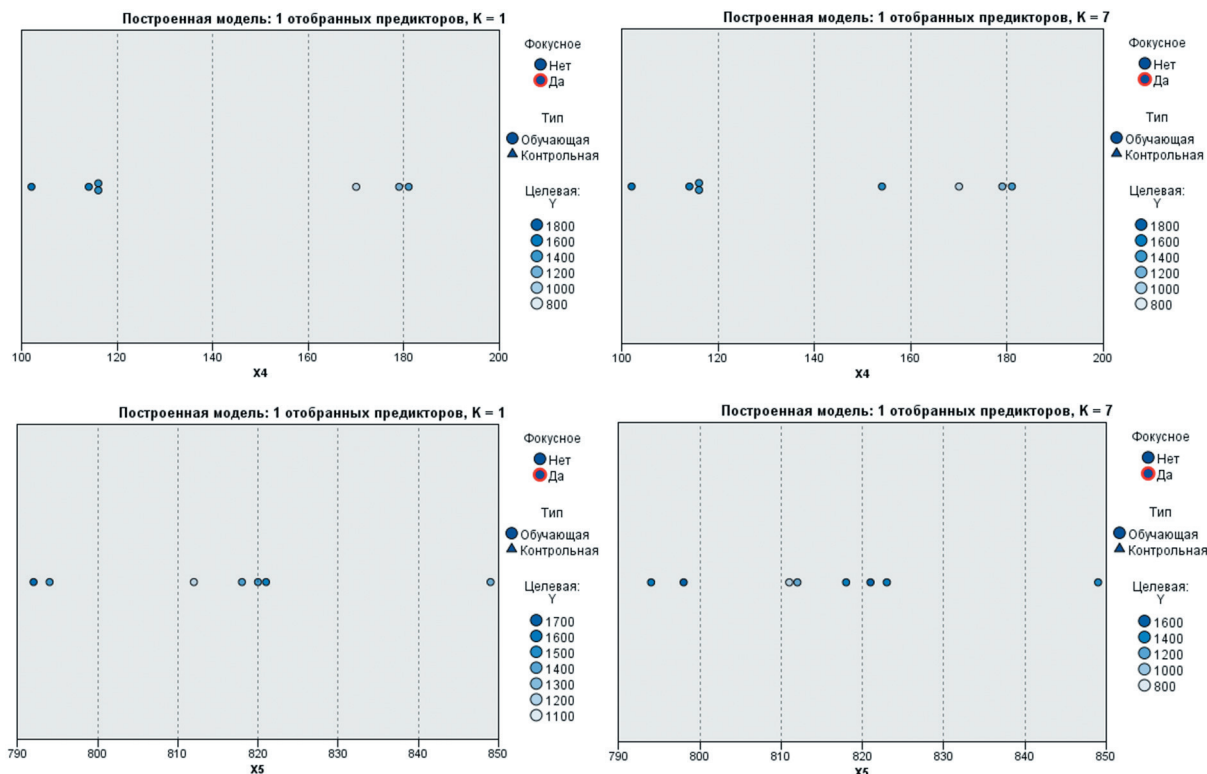 Построенная модель: 1 отобранных предикторов, K = 1
Фокусное
Нет
Да
Тип
Обучающая
Контрольная
Целевая:
Y
1800
1600
1400
1200
1000
800
100 120 140 160 180 200
X4
Построенная модель: 1 отобранных предикторов, K = 7
Фокусное
Нет
Да
Тип
Обучающая
Контрольная
Целевая:
Y
1800
1600
1400
1200
1000
800
100 120 140 160 180 200
X4
Построенная модель: 1 отобранных предикторов, K = 1
Фокусное
Нет
Да
Тип
Обучающая
Контрольная
Целевая:
Y
1700
1600
1500
1400
1300
1200
1100
790 800 810 820 830 840 850
X5
Построенная модель: 1 отобранных предикторов, K = 7
Фокусное
Нет
Да
Тип
Обучающая
Контрольная
Целевая:
Y
1600
1400
1200
1000
800
790 800 810 820 830 840 850
X5